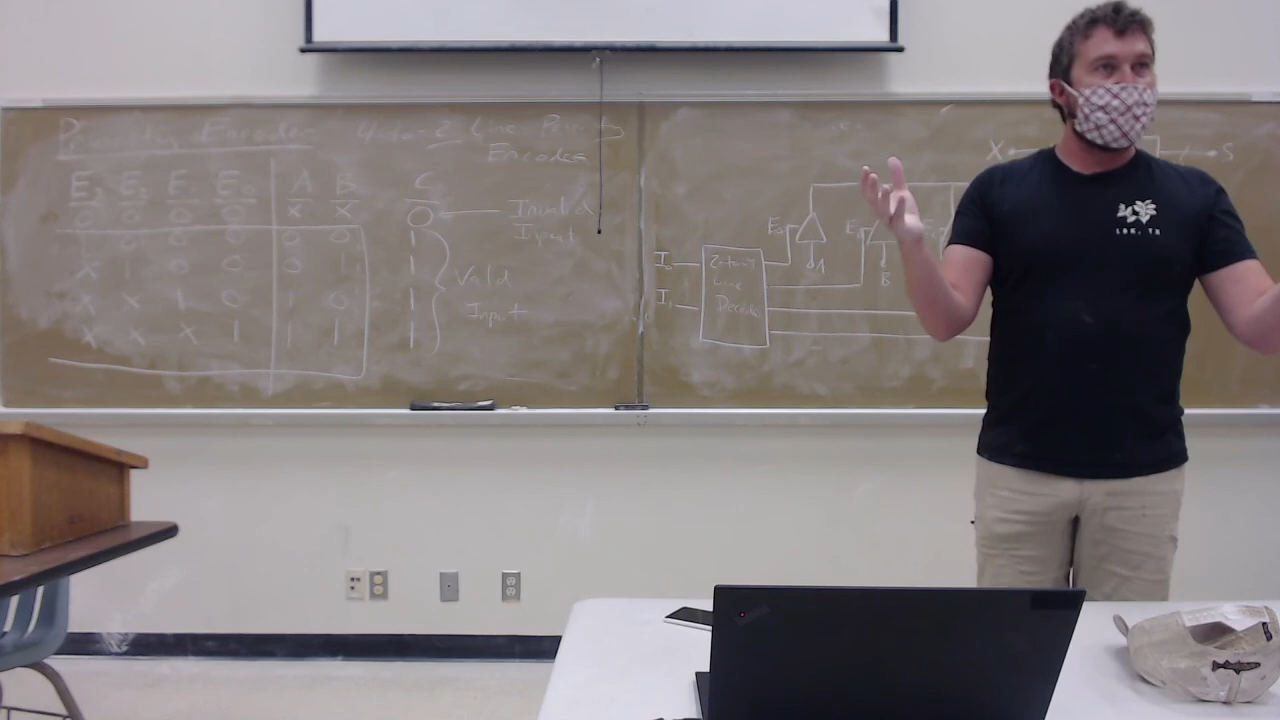 Priority Encoder 4-to-2 Line Priority
Encoder
E₃ E₂ E₁ E₀ A B C
0 0 0 0 X X 0 Invalid
Input
1 0 0 0 0 0 1
X 1 0 0 0 1 1 Valid
X X 1 0 1 0 1 Input
X X X 1 1 1 1
X S
E₀ E₁
A B
I₀ 2-to-4
Line
I₁ Decoder
LBK, TX